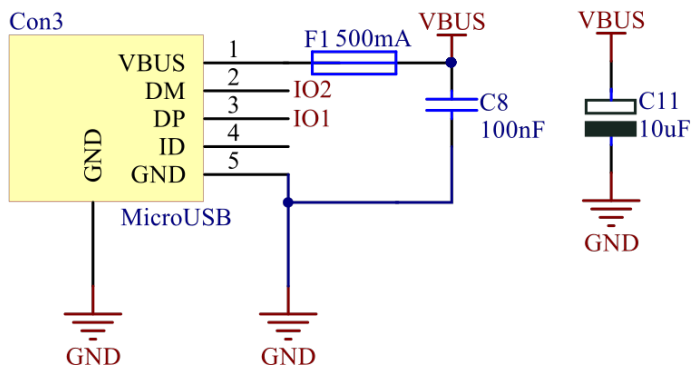 Con3
VBUS 1 F1 500mA VBUS
DM 2 IO2
DP 3 IO1
ID 4
GND 5
GND
MicroUSB
C8
100nF
GND
GND
VBUS
C11
10uF
GND